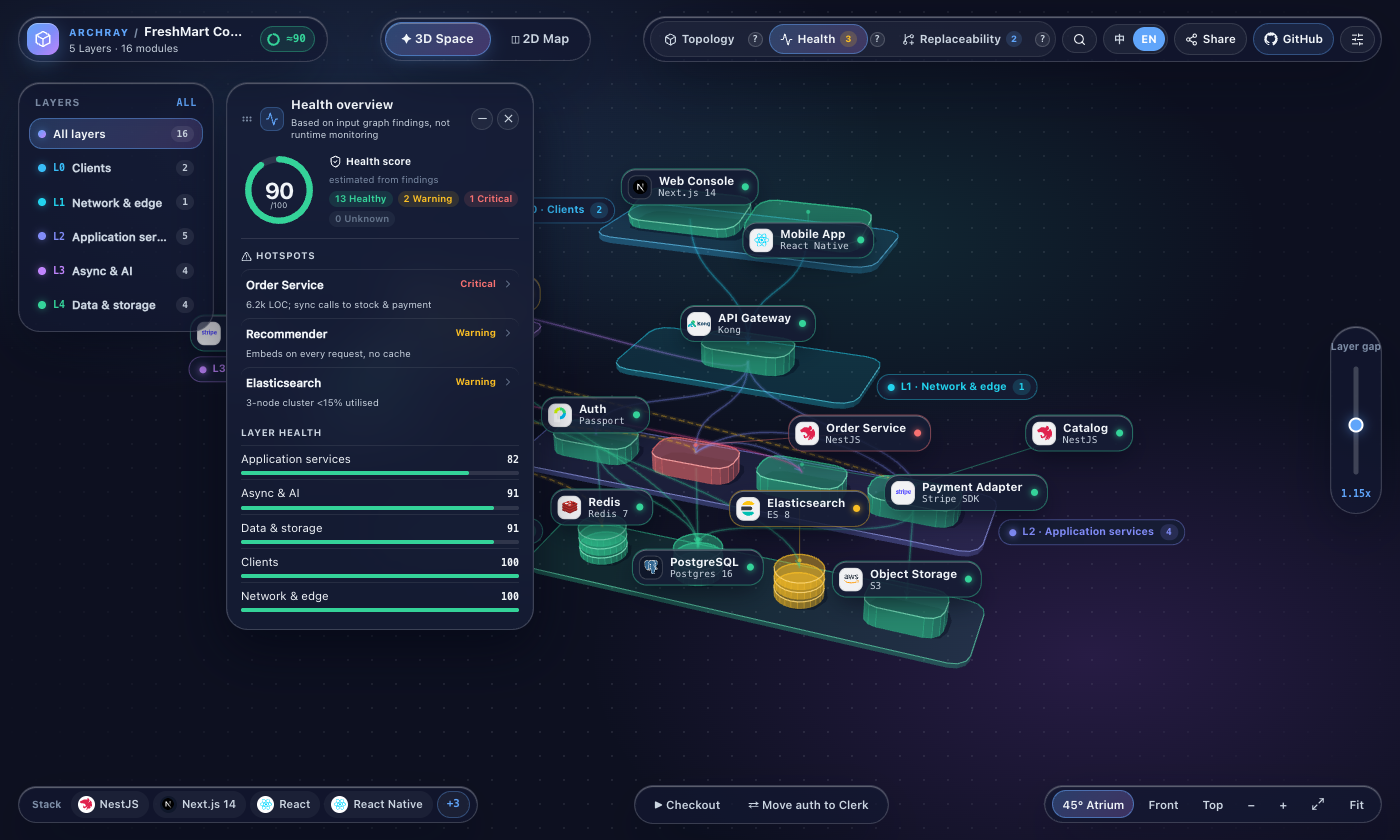 ARCHRAY / FreshMart Co...
5 Layers · 16 modules
≈90
3D Space
2D Map
Topology
?
Health
3
?
Replaceability
2
?
中
EN
Share
GitHub
LAYERS
ALL
All layers
16
L0 Clients
2
L1 Network & edge
1
L2 Application ser...
5
L3 Async & AI
4
L4 Data & storage
4
stripe
L3
Health overview
Based on input graph findings, not
runtime monitoring
90
/100
Health score
estimated from findings
13 Healthy
2 Warning
1 Critical
0 Unknown
HOTSPOTS
Order Service
Critical
6.2k LOC; sync calls to stock & payment
Recommender
Warning
Embeds on every request, no cache
Elasticsearch
Warning
3-node cluster <15% utilised
LAYER HEALTH
Application services
82
Async & AI
91
Data & storage
91
Clients
100
Network & edge
100
· Clients
2
N
Web Console
Next.js 14
Mobile App
React Native
Kong
API Gateway
Kong
L1 · Network & edge
1
Auth
Passport
Order Service
NestJS
Catalog
NestJS
stripe
Payment Adapter
Stripe SDK
Redis
Redis 7
Elasticsearch
ES 8
L2 · Application services
4
PostgreSQL
Postgres 16
aws
Object Storage
S3
Layer gap
1.15x
Stack
NestJS
N
Next.js 14
React
React Native
+3
Checkout
Move auth to Clerk
45° Atrium
Front
Top
−
+
Fit